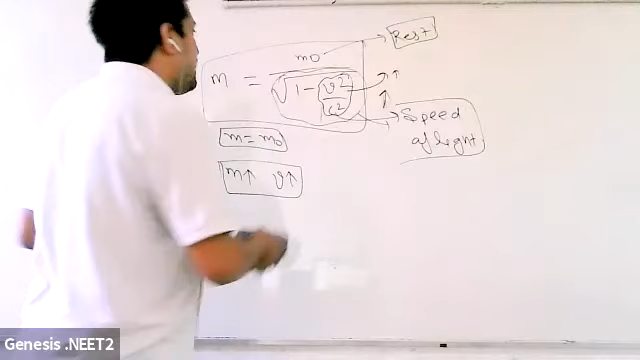 Rest
m = m0 / √1 - v²/c²
Speed
of light
m = m0
m↑ v↑
Genesis .NEET2